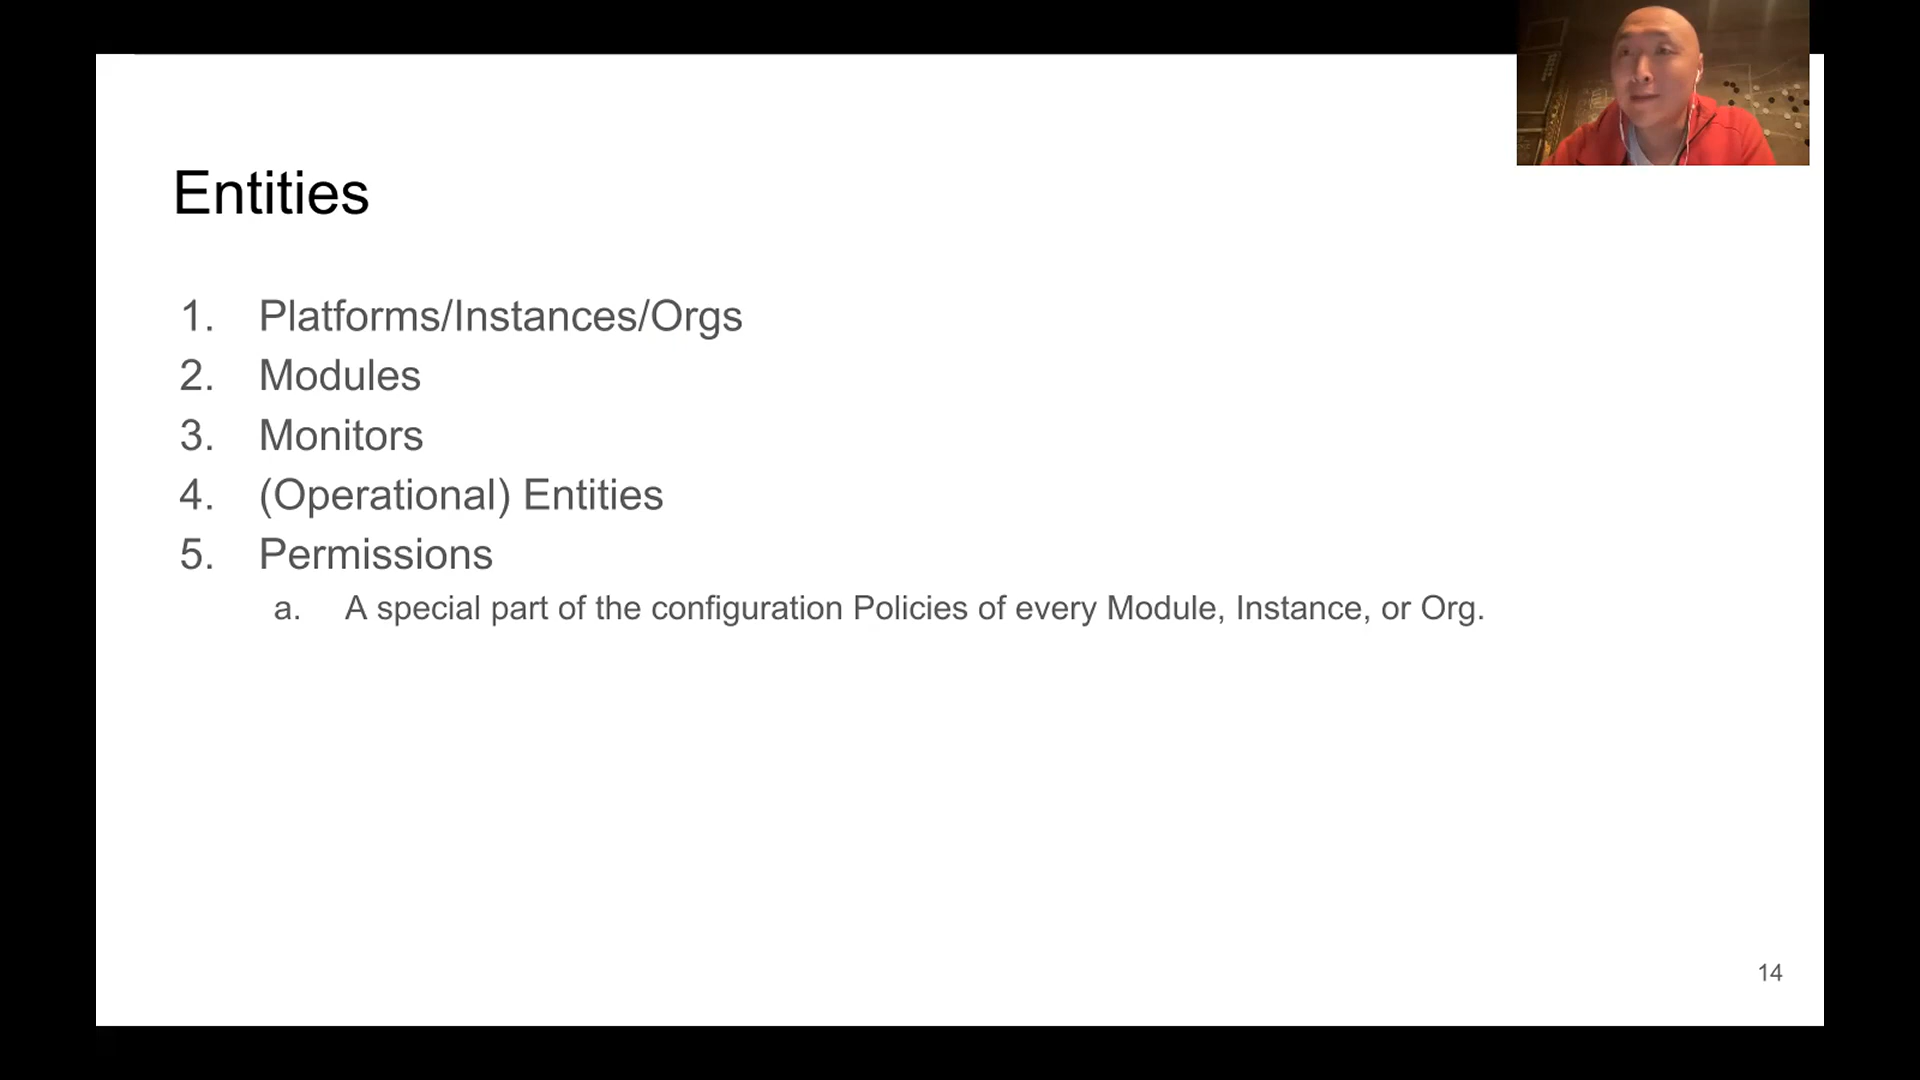 Entities
1. Platforms/Instances/Orgs
2. Modules
3. Monitors
4. (Operational) Entities
5. Permissions
a. A special part of the configuration Policies of every Module, Instance, or Org.
14